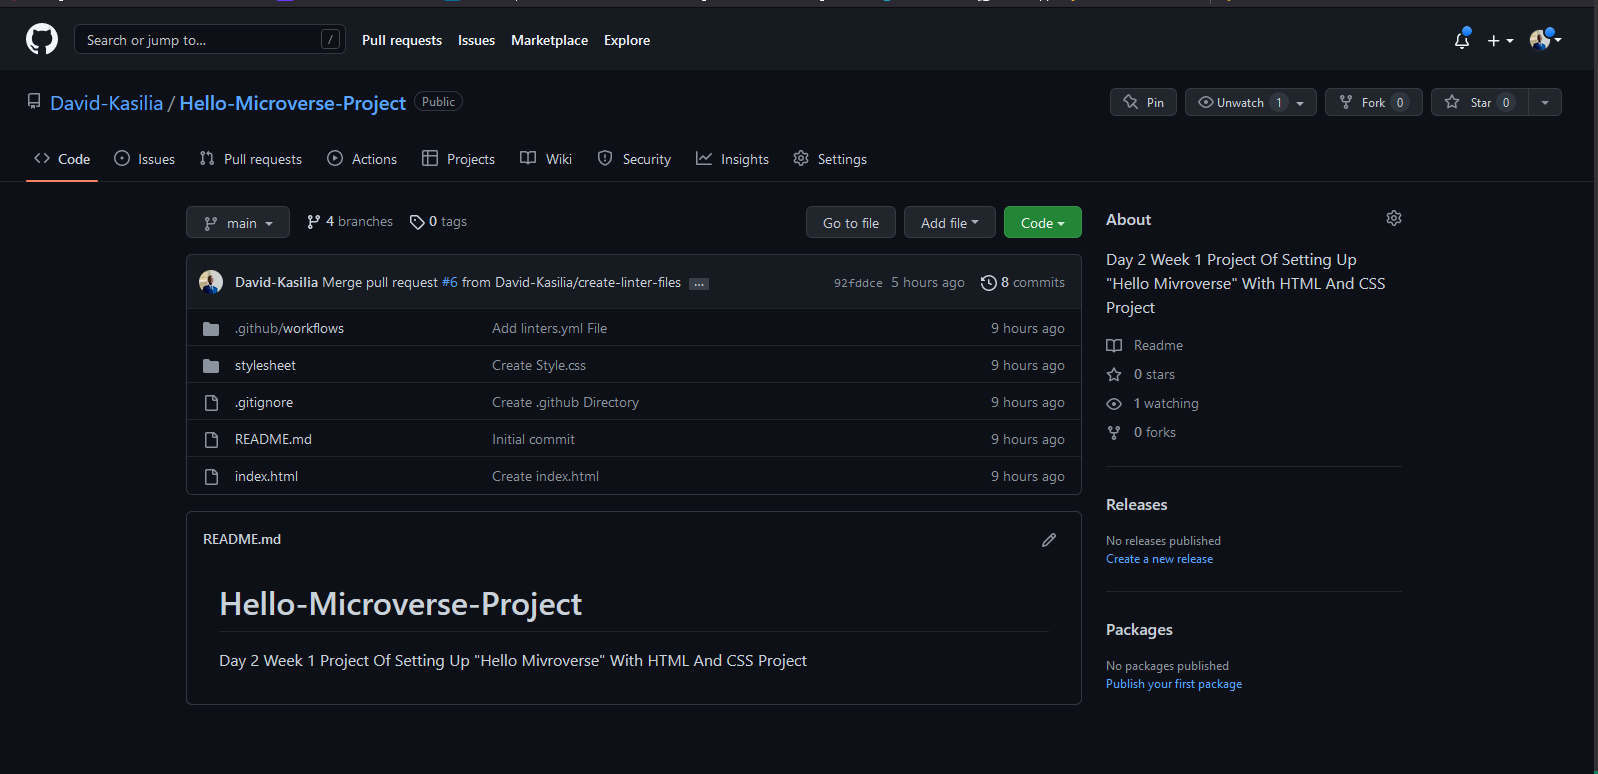 Search or jump to... /
Pull requests Issues Marketplace Explore
David-Kasilia / Hello-Microverse-Project Public
Pin Unwatch 1 Fork 0 Star 0
Code Issues Pull requests Actions Projects Wiki Security Insights Settings
main 4 branches 0 tags Go to file Add file Code
David-Kasilia Merge pull request #6 from David-Kasilia/create-linter-files ... 92fddce 5 hours ago 8 commits
.github/workflows Add linters.yml File 9 hours ago
stylesheet Create Style.css 9 hours ago
.gitignore Create .github Directory 9 hours ago
README.md Initial commit 9 hours ago
index.html Create index.html 9 hours ago
README.md
Hello-Microverse-Project
Day 2 Week 1 Project Of Setting Up "Hello Mivroverse" With HTML And CSS Project
About
Day 2 Week 1 Project Of Setting Up
"Hello Mivroverse" With HTML And CSS
Project
Readme
0 stars
1 watching
0 forks
Releases
No releases published
Create a new release
Packages
No packages published
Publish your first package